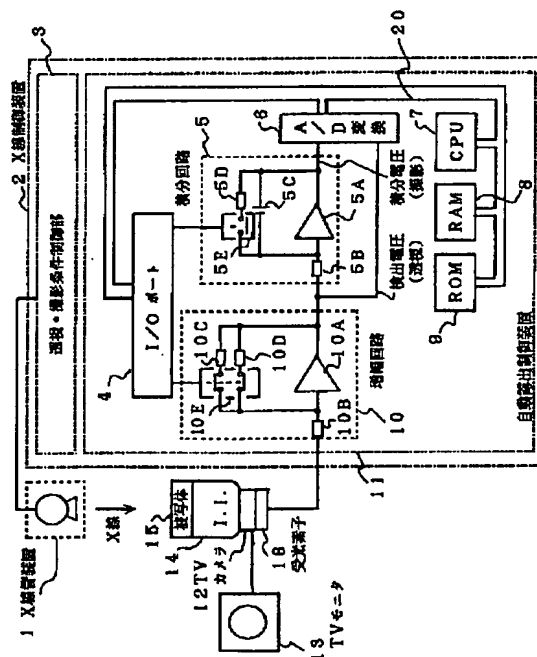 1 X線管装置
2 X線制御装置
3
透視・撮影条件制御部
X線
4
I/O ポート
5
積分回路
5D
5E
5C
5A
5B
6
A/D変換
積分電圧(撮影)
検出電圧(透視)
20
CPU
7
RAM
8
ROM
9
10C
10D
10E
10A
10B
増幅回路
10
自動露出制御装置
11
15
被写体
14
I.I.
12TVカメラ
受光素子
13
TVモニタ